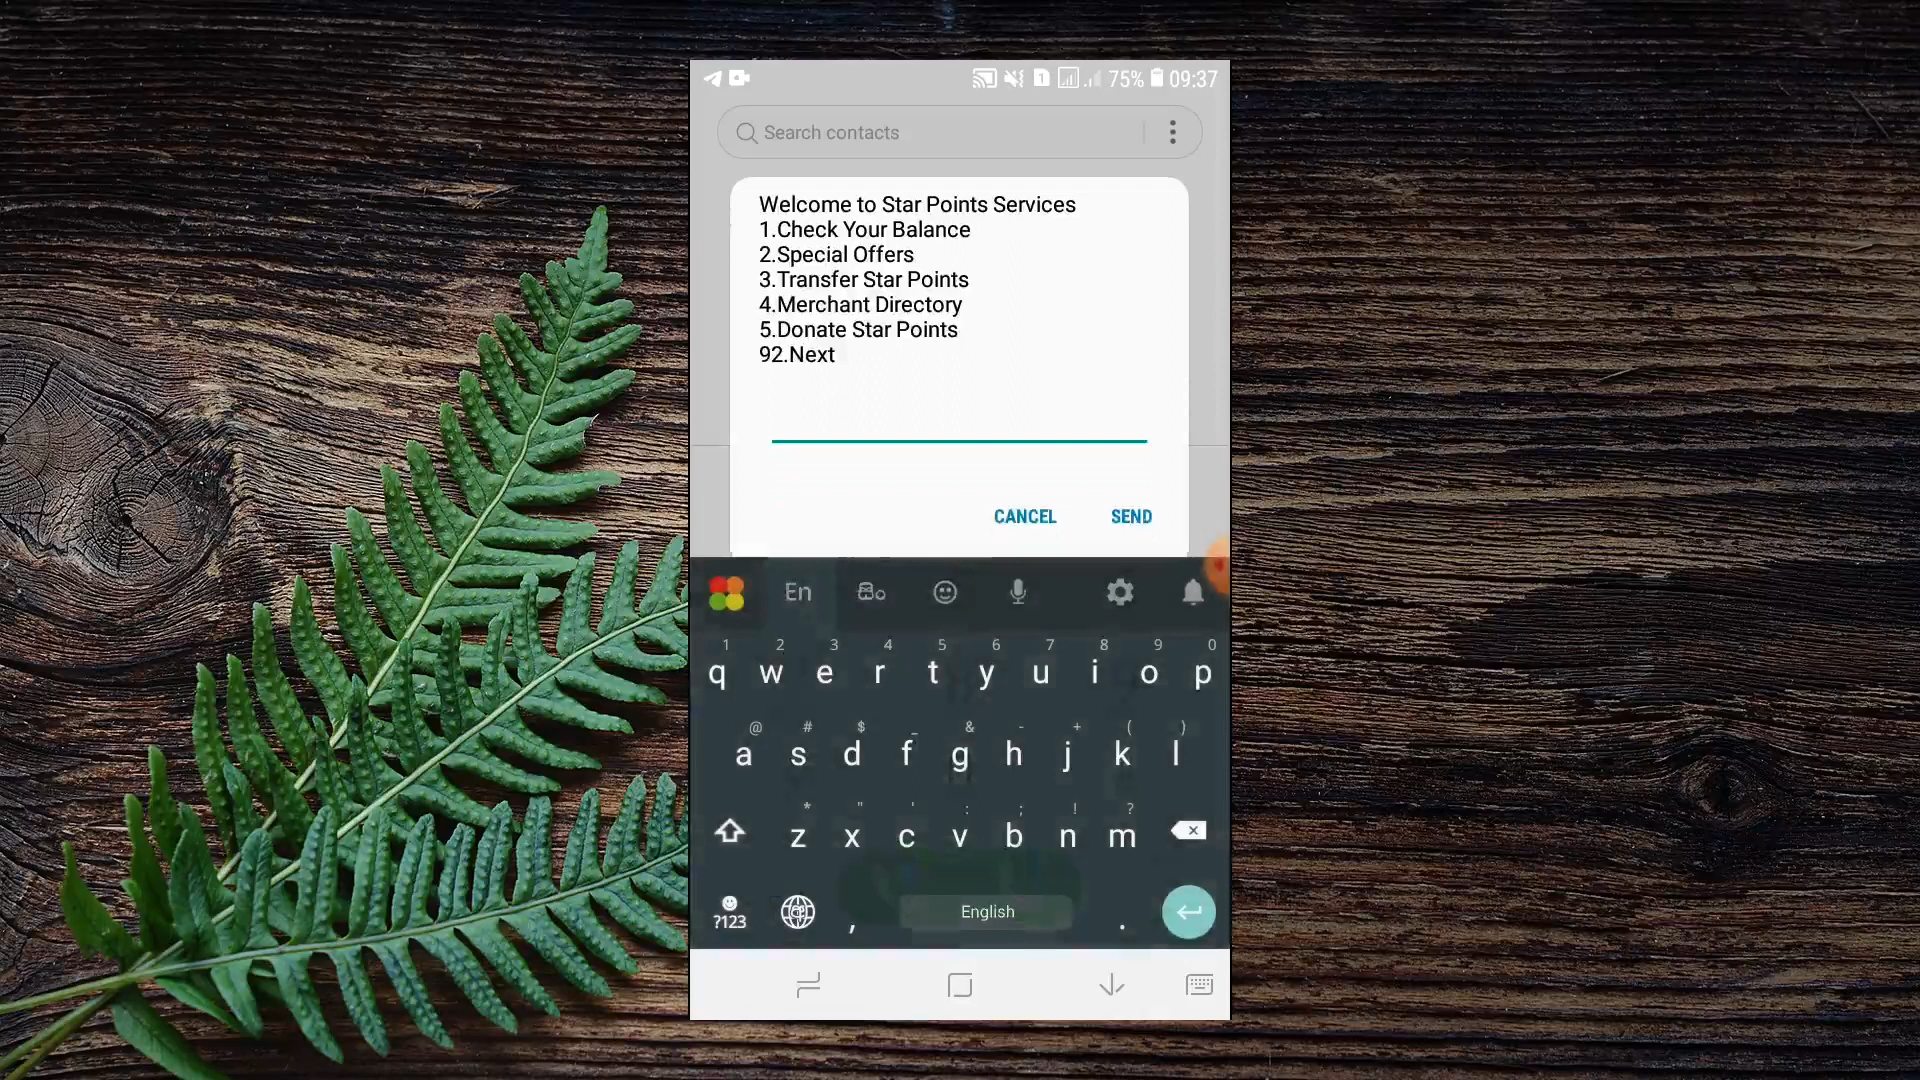 75% 09:37
Search contacts
Welcome to Star Points Services
1.Check Your Balance
2.Special Offers
3.Transfer Star Points
4.Merchant Directory
5.Donate Star Points
92.Next
CANCEL SEND
En
1 2 3 4 5 6 7 8 9 0
q w e r t y u i o p
@ # $ _ & - + ( )
a s d f g h j k l
* " ' : ; ! ?
z x c v b n m
?123 , English .